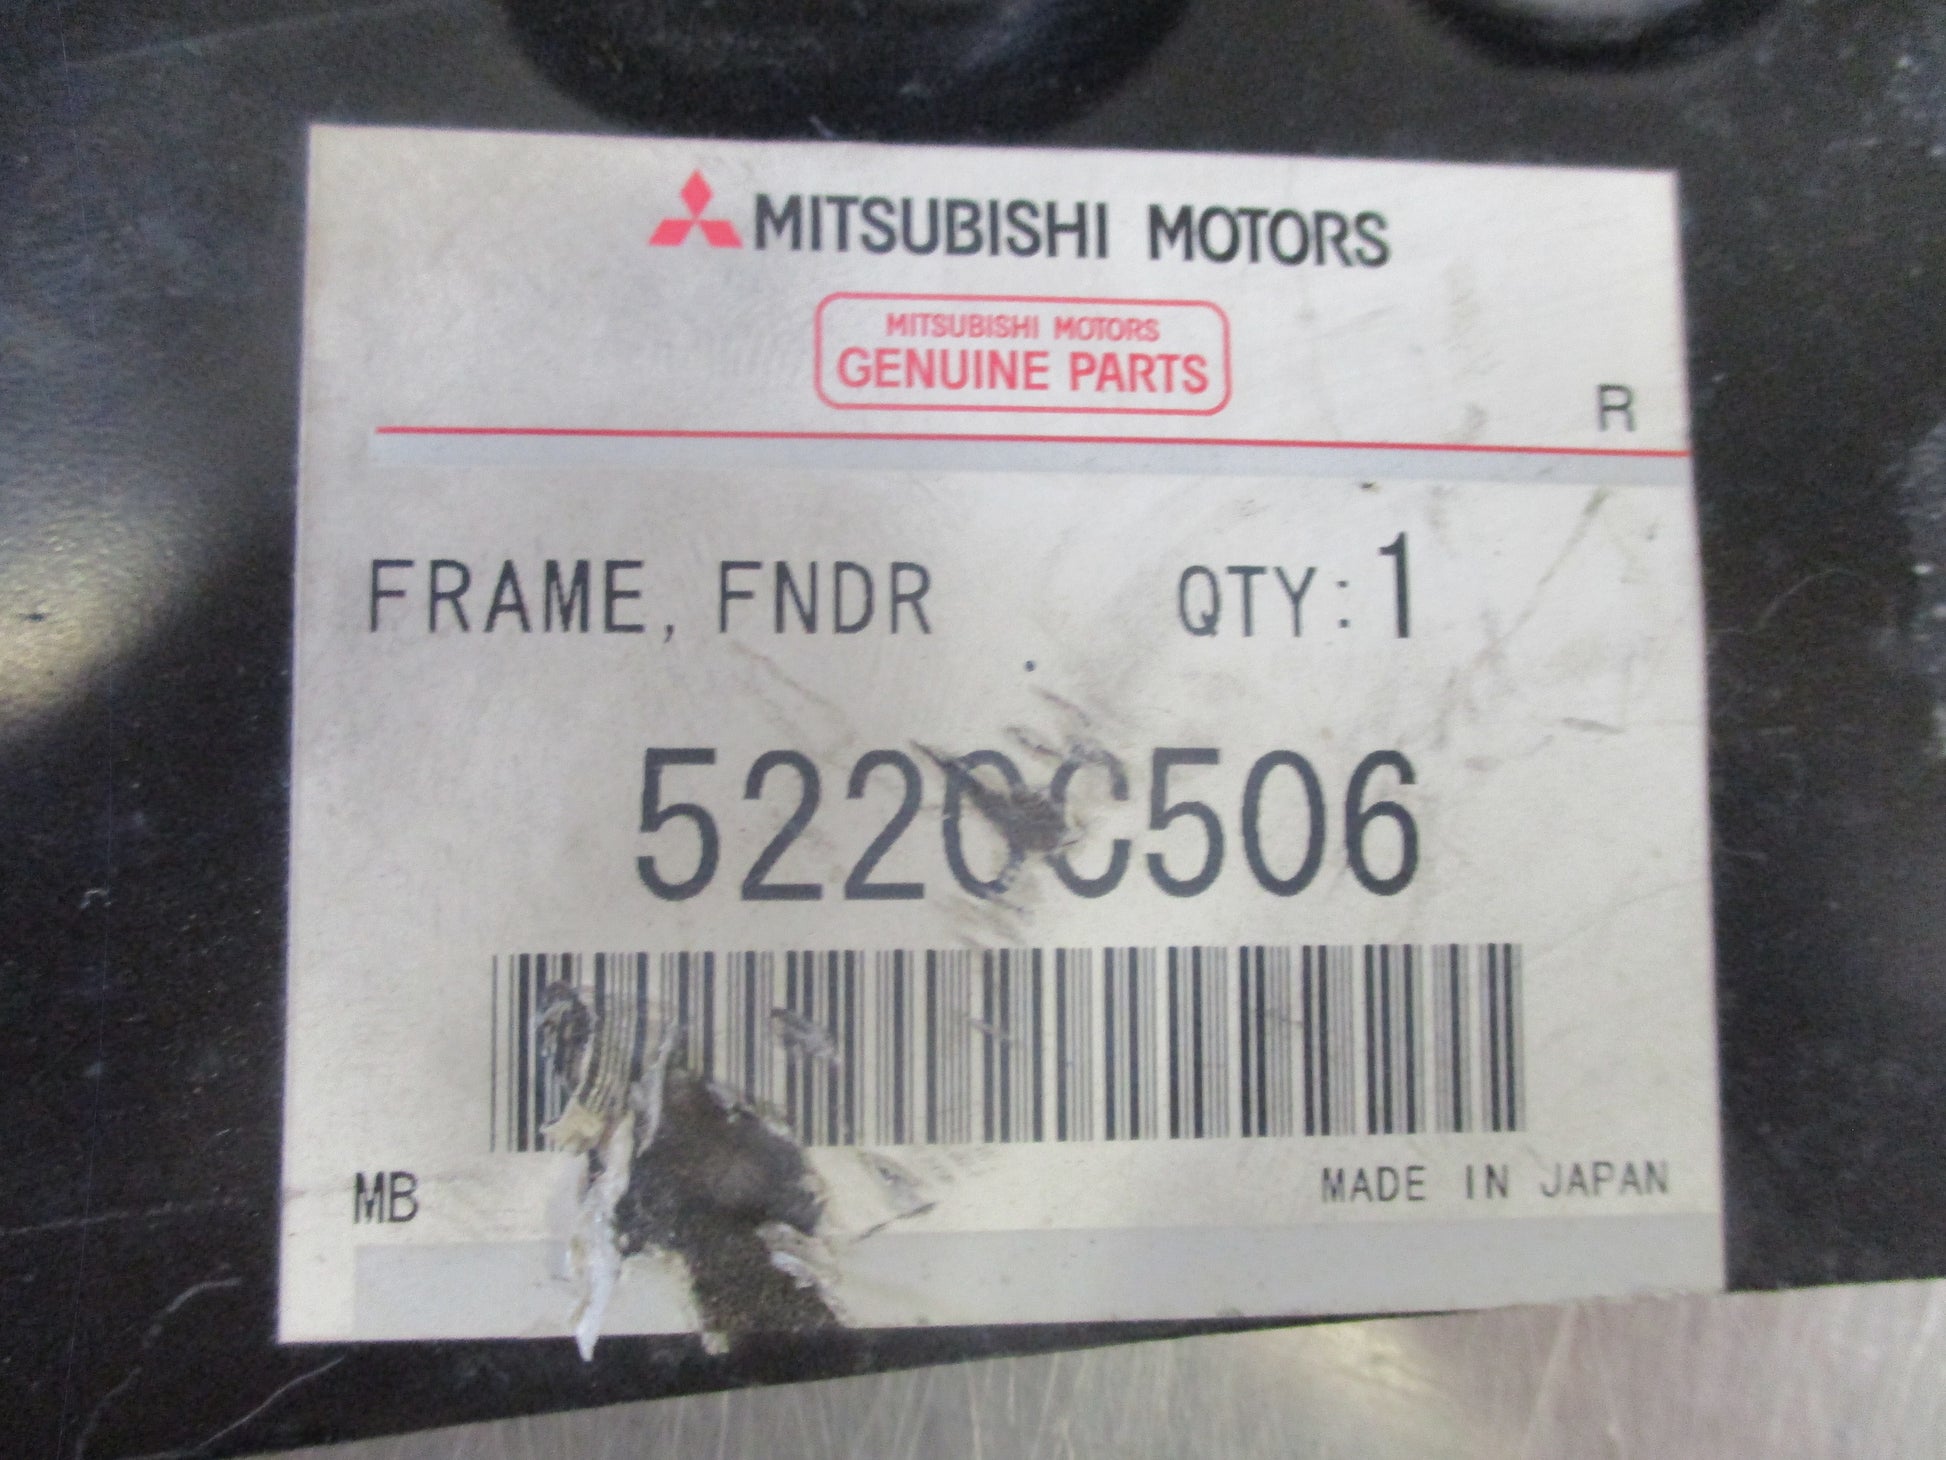 MITSUBISHI MOTORS
MITSUBISHI MOTORS
GENUINE PARTS
R
FRAME, FNDR QTY:1
5220C506
MB MADE IN JAPAN